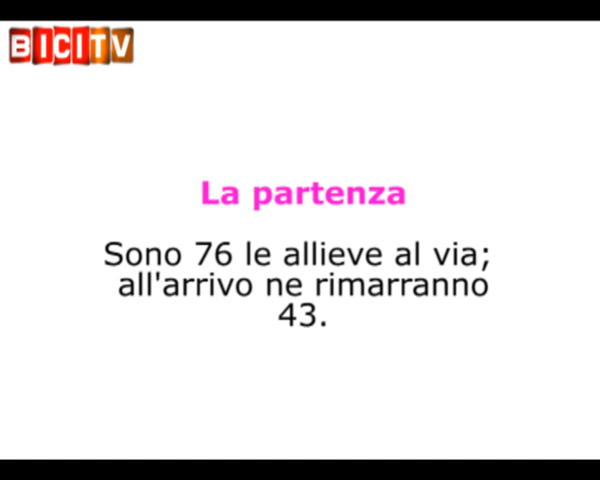 BICITV
La partenza
Sono 76 le allieve al via;
all'arrivo ne rimarranno
43.